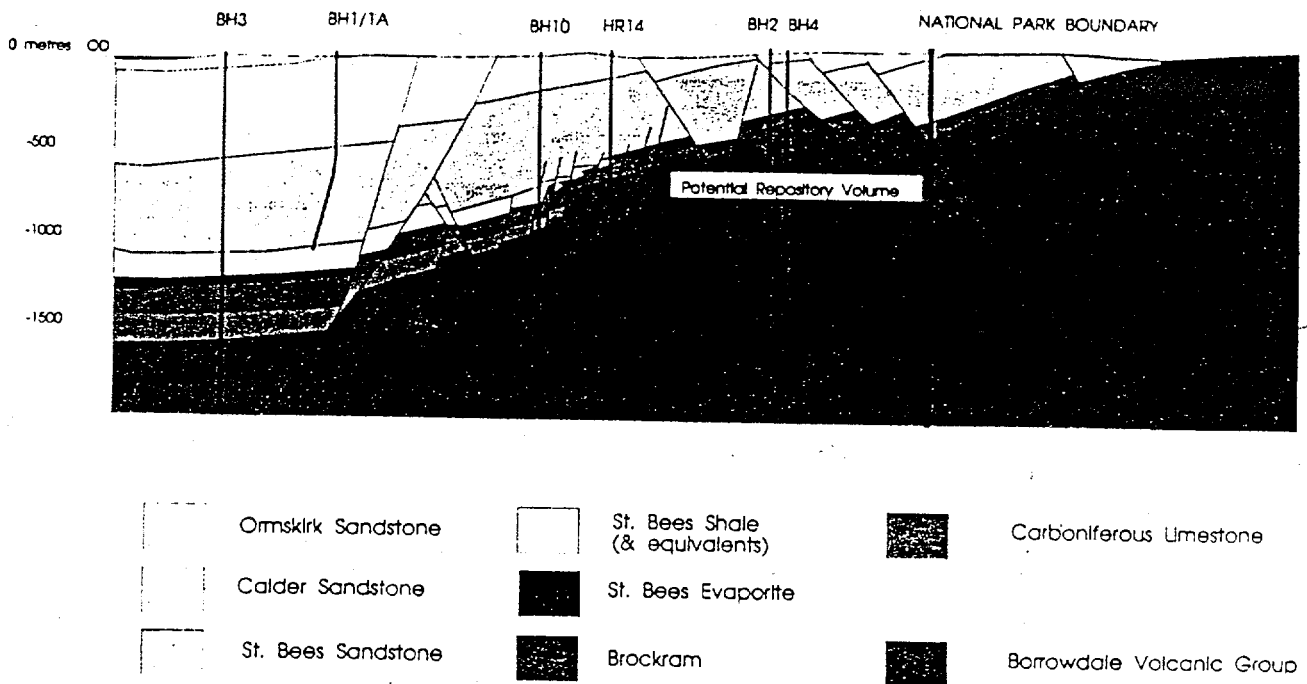 BH3 BH1/1A BH10 HR14 BH2 BH4 NATIONAL PARK BOUNDARY
0 metres OD
-500
Potential Repository Volume
-1000
-1500
Ormskirk Sandstone
St. Bees Shale
(& equivalents)
Carboniferous Limestone
Calder Sandstone
St. Bees Evaporite
St. Bees Sandstone
Brockram
Borrowdale Volcanic Group